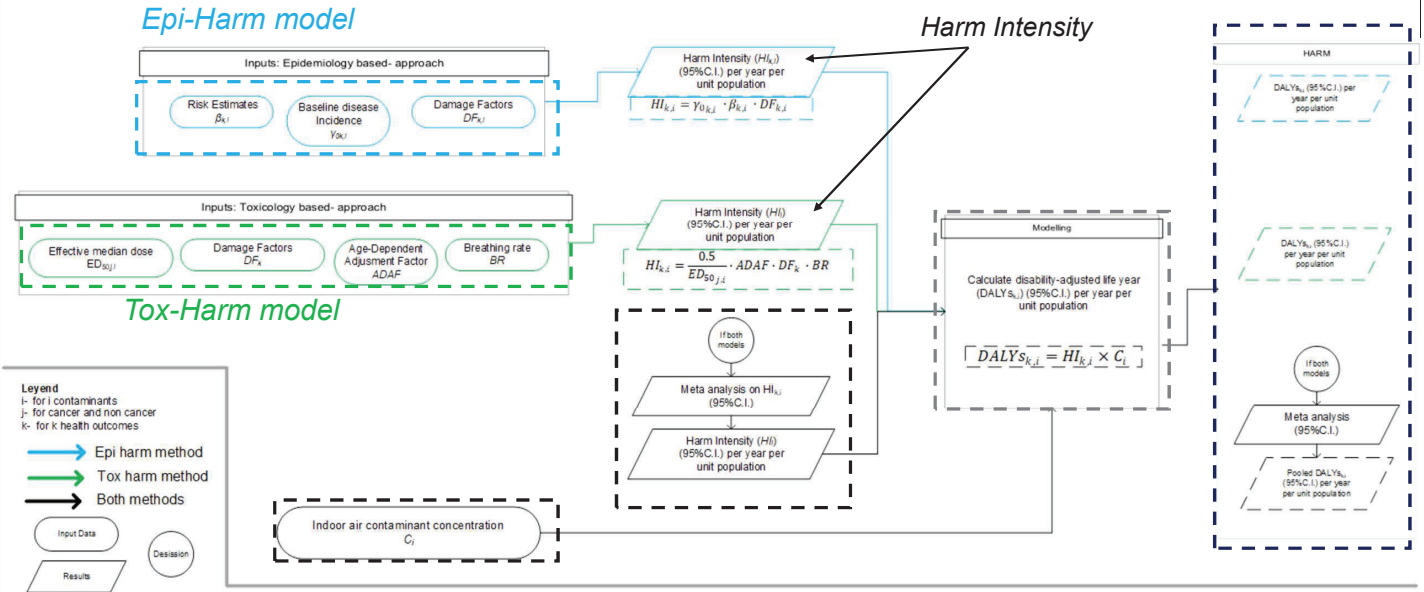 Epi-Harm model
Harm Intensity
Inputs: Epidemiology based- approach
Risk Estimates
βk,i
Baseline disease
Incidence
γ0k,i
Damage Factors
DFk,i
Harm Intensity (HIk,i)
(95%C.I.) per year per
unit population
HIk,i = γ0k,i · βk,i · DFk,i
Inputs: Toxicology based- approach
Effective median dose
ED50j,i
Damage Factors
DFk
Age-Dependent
Adjusment Factor
ADAF
Breathing rate
BR
Tox-Harm model
Harm Intensity (HIi)
(95%C.I.) per year per
unit population
HIk,i = 0.5/ED50j,i · ADAF · DFk · BR
If both
models
Meta analysis on HIk,i
(95%C.I.)
Harm Intensity (HIi)
(95%C.I.) per year per
unit population
Indoor air contaminant concentration
Ci
Modelling
Calculate disability-adjusted life year
(DALYsk,i) (95%C.I.) per year per
unit population
DALYsk,i = HIk,i × Ci
HARM
DALYsk,i (95%C.I.) per
year per unit
population
DALYsk,i (95%C.I.)
per year per unit
population
If both
models
Meta analysis
(95%C.I.)
Pooled DALYsk,i
(95%C.I.) per year
per unit population
Leyend
i- for i contaminants
j- for cancer and non cancer
k- for k health outcomes
Epi harm method
Tox harm method
Both methods
Input Data
Desission
Results